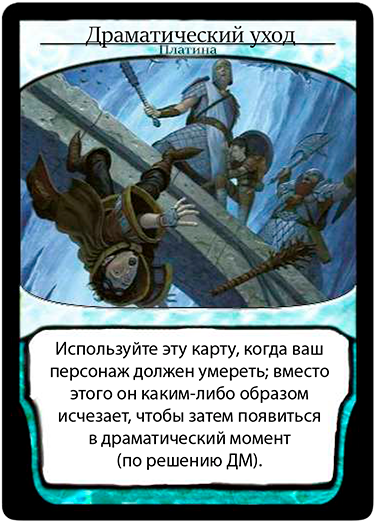 Драматический уход
Платина
Используйте эту карту, когда ваш
персонаж должен умереть; вместо
этого он каким-либо образом
исчезает, чтобы затем появиться
в драматический момент
(по решению ДМ).